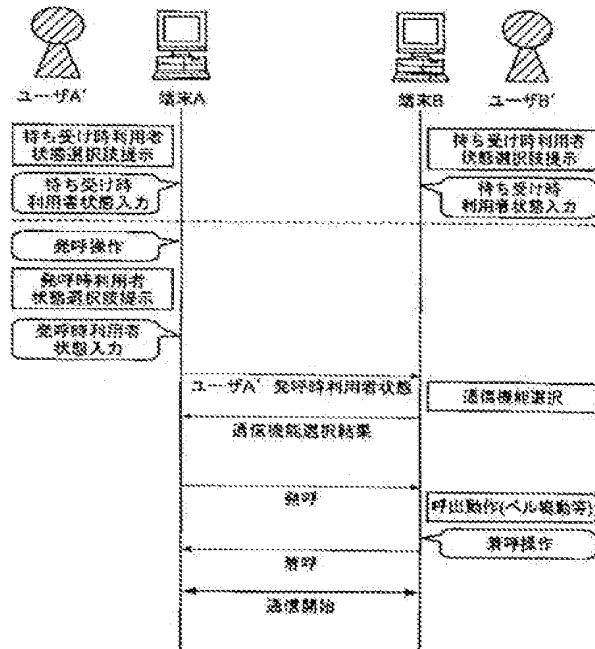 ユーザA'
端末A
端末B
ユーザB'
待ち受け時利用者
状態選択肢提示
待ち受け時
利用者状態入力
待ち受け時利用者
状態選択肢提示
待ち受け時
利用者状態入力
発呼操作
発呼時利用者
状態選択肢提示
発呼時利用者
状態入力
ユーザA' 発呼時利用者状態
通信機能選択
通信機能選択結果
発呼
呼出動作(ベル鳴動等)
着呼操作
着呼
通信開始